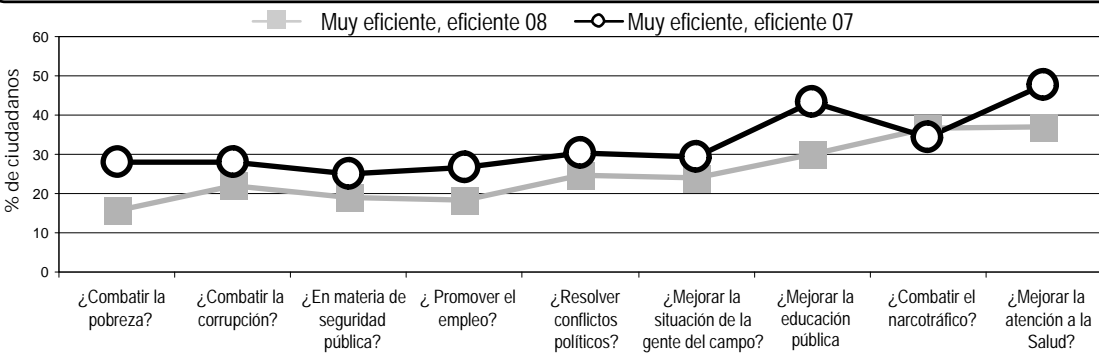 Muy eficiente, eficiente 08 Muy eficiente, eficiente 07
% de ciudadanos
60
50
40
30
20
10
0
¿Combatir la
pobreza?
¿Combatir la
corrupción?
¿En materia de
seguridad
pública?
¿ Promover el
empleo?
¿Resolver
conflictos
políticos?
¿Mejorar la
situación de la
gente del campo?
¿Mejorar la
educación
pública
¿Combatir el
narcotráfico?
¿Mejorar la
atención a la
Salud?